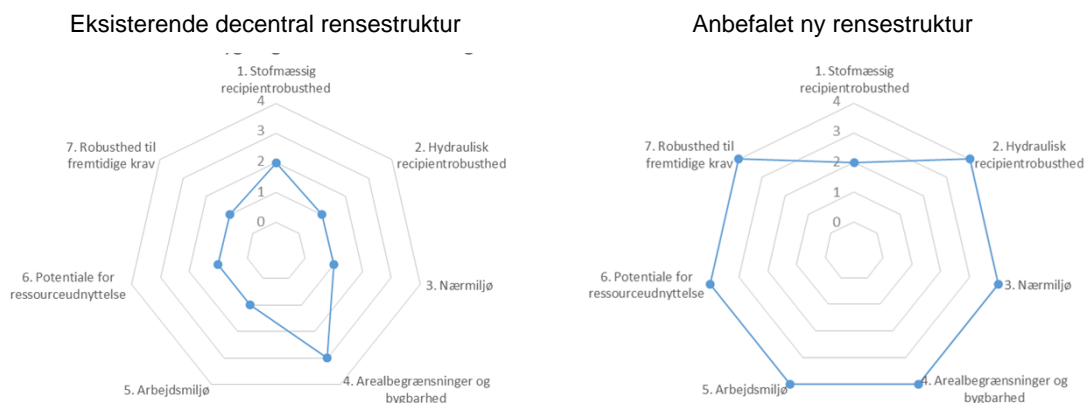 Eksisterende decentral rensestruktur
1. Stofmæssig
recipientrobusthed
4
3
2
1
0
2. Hydraulisk
recipientrobusthed
3. Nærmiljø
4. Arealbegrænsninger og
bygbarhed
5. Arbejdsmiljø
6. Potentiale for
ressourceudnyttelse
7. Robusthed til
fremtidige krav
Anbefalet ny rensestruktur
1. Stofmæssig
recipientrobusthed
4
3
2
1
0
2. Hydraulisk
recipientrobusthed
3. Nærmiljø
4. Arealbegrænsninger og
bygbarhed
5. Arbejdsmiljø
6. Potentiale for
ressourceudnyttelse
7. Robusthed til
fremtidige krav